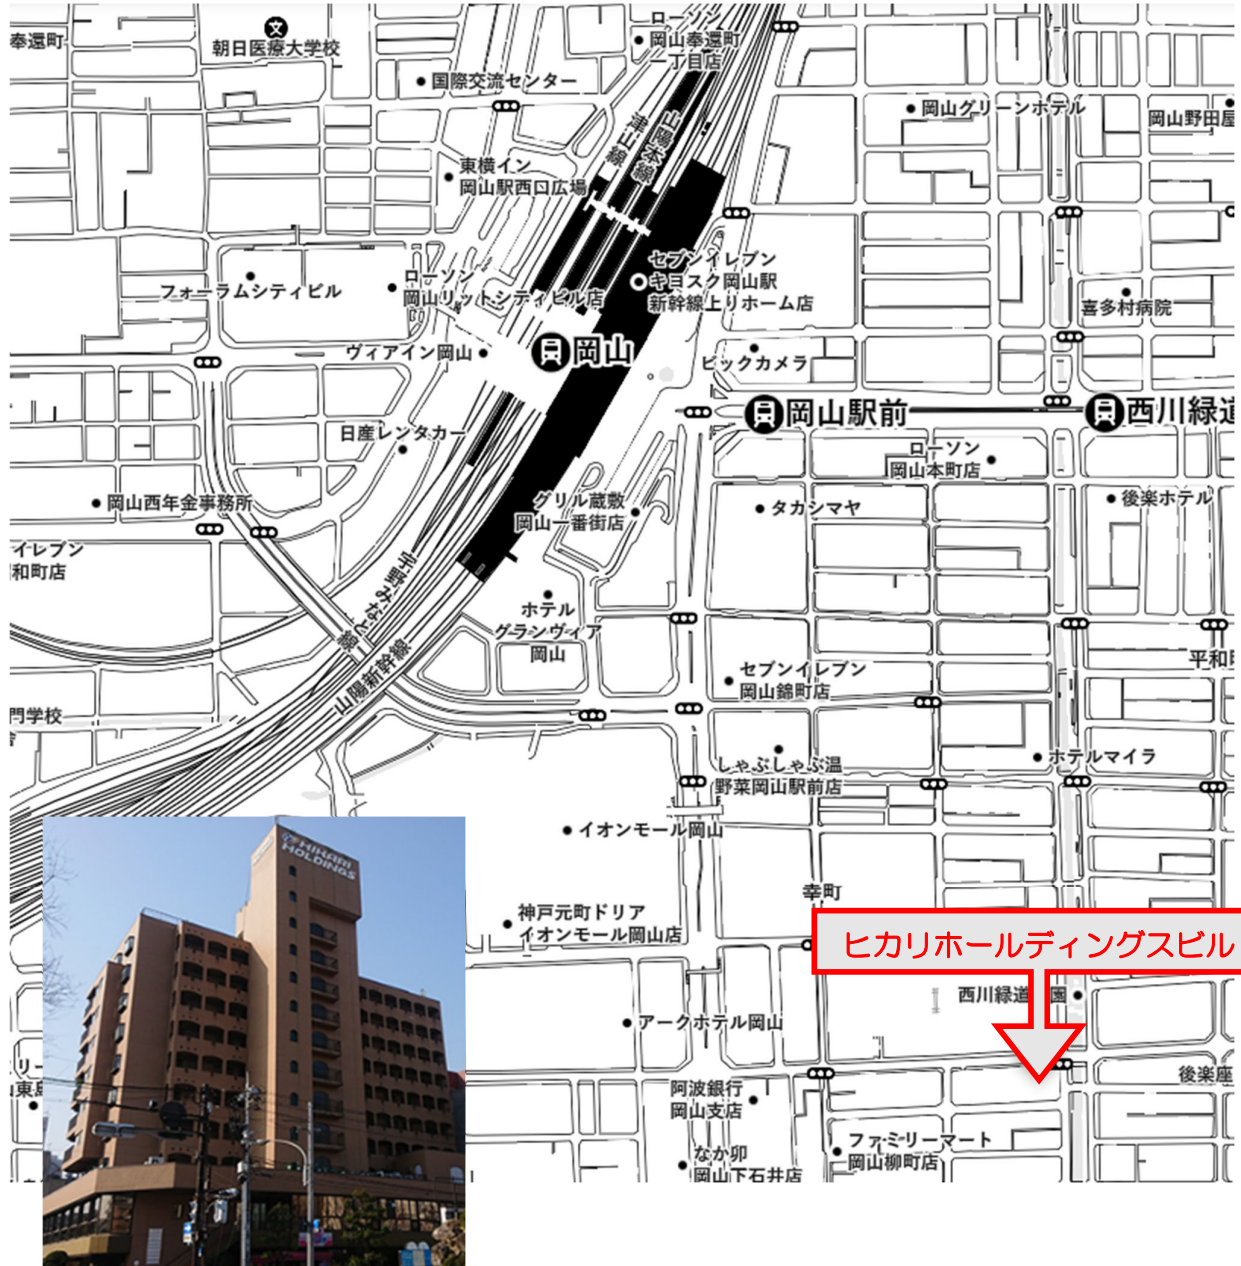 奉還町
朝日医療大学校
国際交流センター
ローソン
岡山奉還町
一丁目店
岡山グリーンホテル
岡山野田屋
津山線
山陽本線
東横イン
岡山駅西口広場
セブンイレブン
キヨスク岡山駅
新幹線上りホーム店
フォーラムシティビル
ローソン
岡山リットシティビル店
喜多村病院
ヴィアイン岡山
岡山
ビックカメラ
岡山駅前
西川緑道
日産レンタカー
ローソン
岡山本町店
岡山西年金事務所
グリル蔵敷
岡山一番街店
タカシマヤ
後楽ホテル
イレブン
和町店
宇野みなと線
山陽新幹線
ホテル
グランヴィア
岡山
平和町
セブンイレブン
岡山錦町店
門学校
しゃぶしゃぶ温
野菜岡山駅前店
ホテルマイラ
イオンモール岡山
幸町
神戸元町ドリア
イオンモール岡山店
ヒカリホールディングスビル
西川緑道 園
アークホテル岡山
後楽座
阿波銀行
岡山支店
ファミリーマート
岡山柳町店
なか卯
岡山下石井店
HIKARI
HOLDINGS